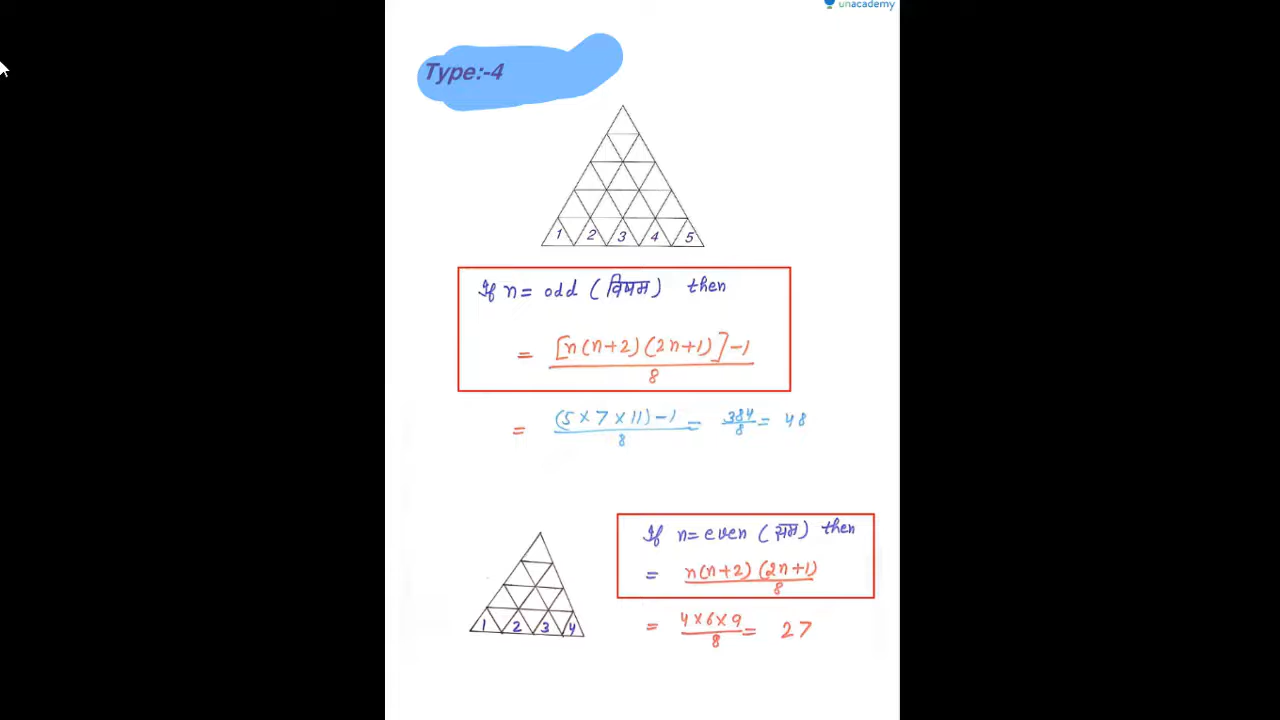 unacademy
Type:-4
1 2 3 4 5
If n = odd (विषम) then
= [n(n+2)(2n+1)]-1
8
= (5×7×11)-1 = 384 = 48
8 8
If n = even (सम) then
= n(n+2)(2n+1)
8
1 2 3 4
= 4×6×9 = 27
8